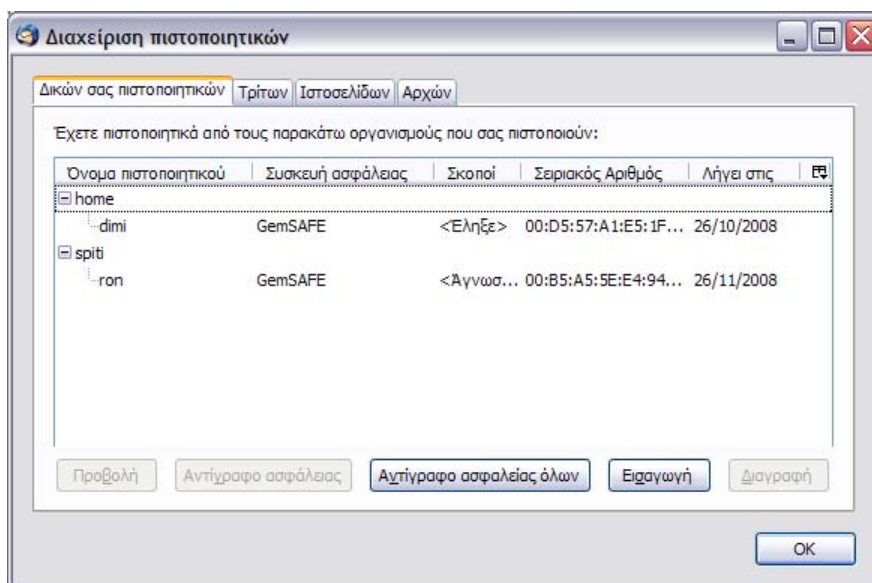 Διαχείριση πιστοποιητικών
Δικών σας πιστοποιητικών Τρίτων Ιστοσελίδων Αρχών
Έχετε πιστοποιητικά από τους παρακάτω οργανισμούς που σας πιστοποιούν:
Όνομα πιστοποιητικού Συσκευή ασφάλειας Σκοποί Σειριακός Αριθμός Λήγει στις
home
dimi GemSAFE <Έληξε> 00:D5:57:A1:E5:1F... 26/10/2008
spiti
ron GemSAFE <Άγνωσ... 00:B5:A5:5E:E4:94... 26/11/2008
Προβολή Αντίγραφο ασφάλειας Αντίγραφο ασφαλείας όλων Εισαγωγή Διαγραφή
OK